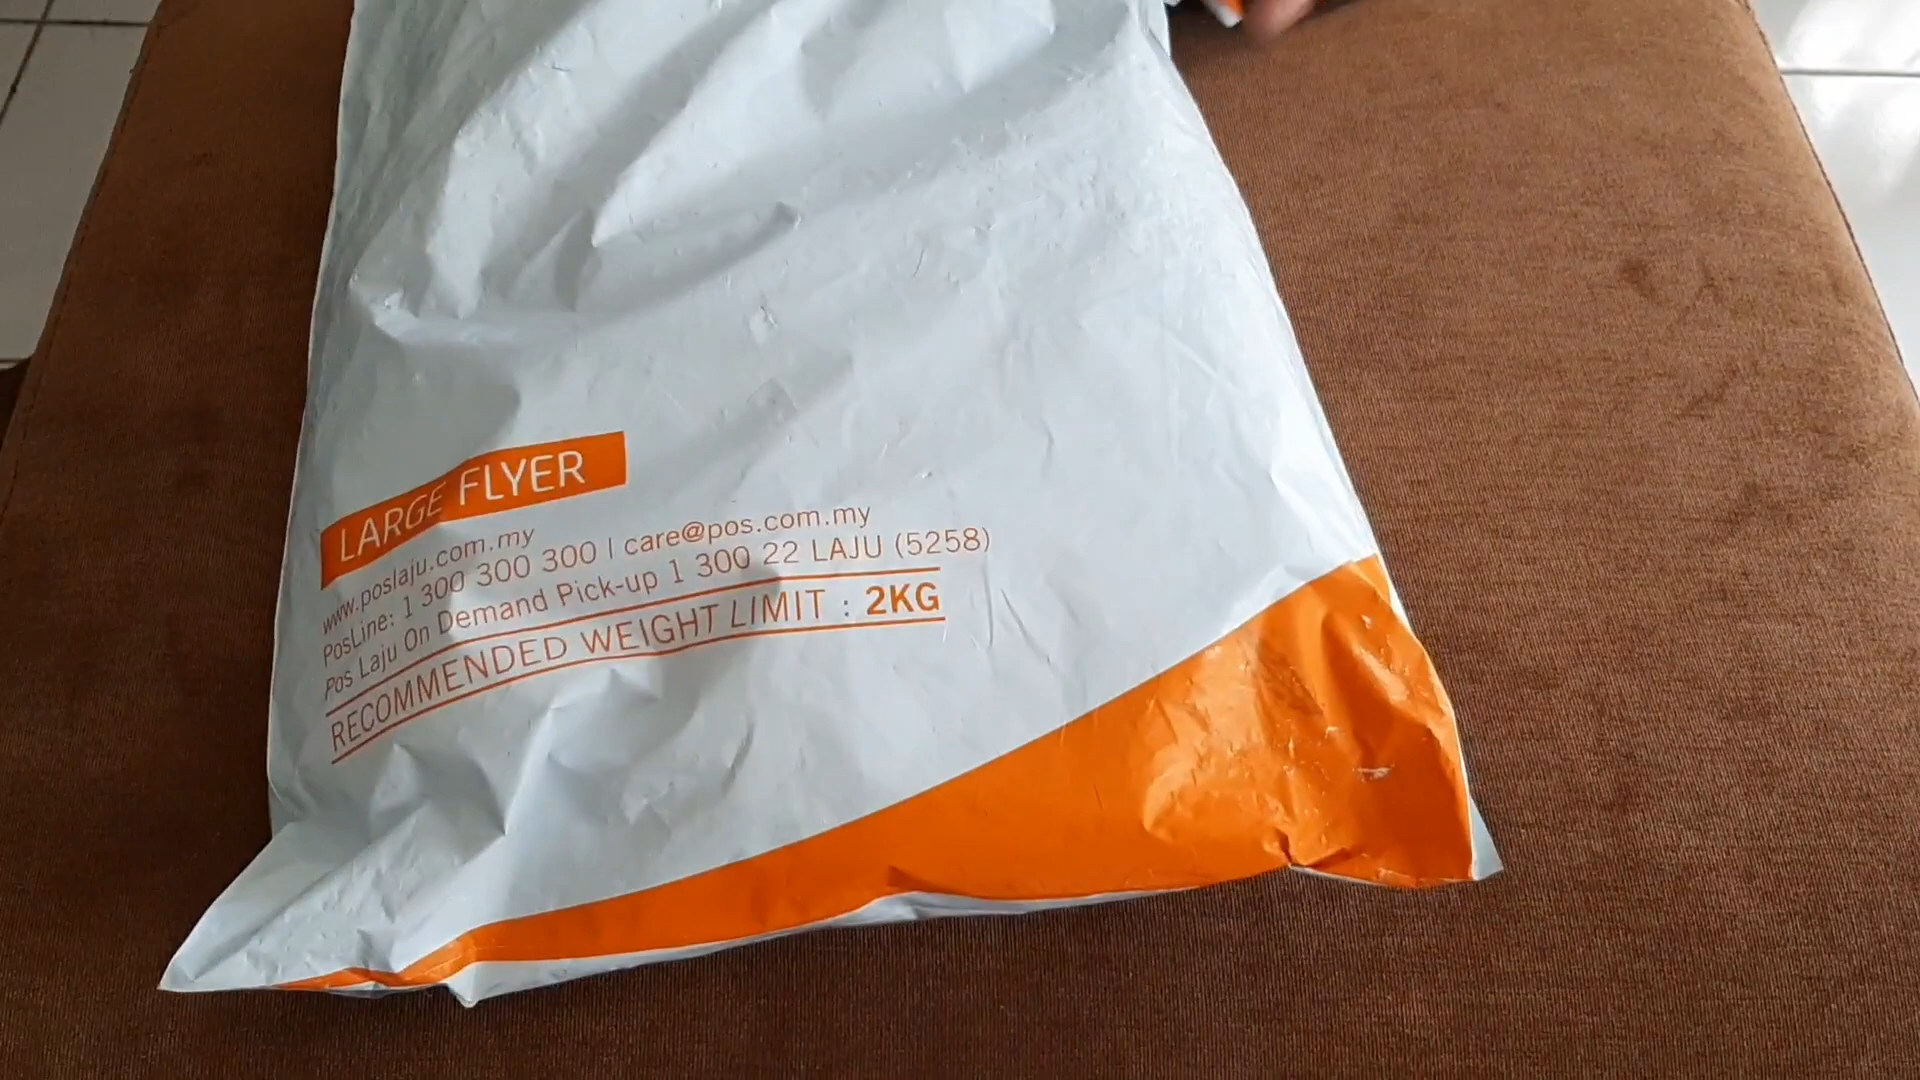 LARGE FLYER
www.poslaju.com.my
PosLine: 1 300 300 300 | care@pos.com.my
Pos Laju On Demand Pick-up 1 300 22 LAJU (5258)
RECOMMENDED WEIGHT LIMIT : 2KG